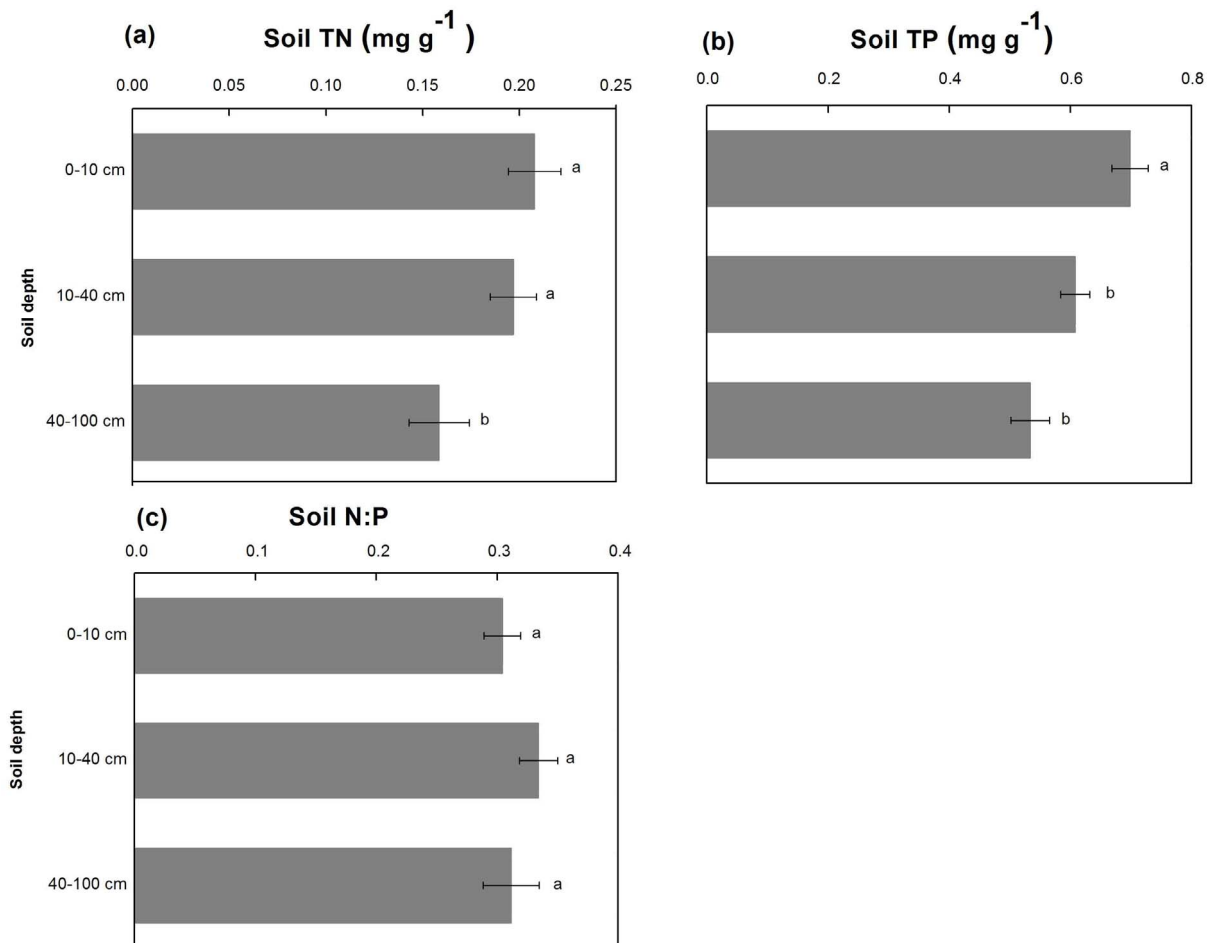 (a) Soil TN (mg g⁻¹)
0.00 0.05 0.10 0.15 0.20 0.25
0-10 cm a
10-40 cm a
40-100 cm b
Soil depth
(b) Soil TP (mg g⁻¹)
0.0 0.2 0.4 0.6 0.8
a
b
b
(c) Soil N:P
0.0 0.1 0.2 0.3 0.4
0-10 cm a
10-40 cm a
40-100 cm a
Soil depth